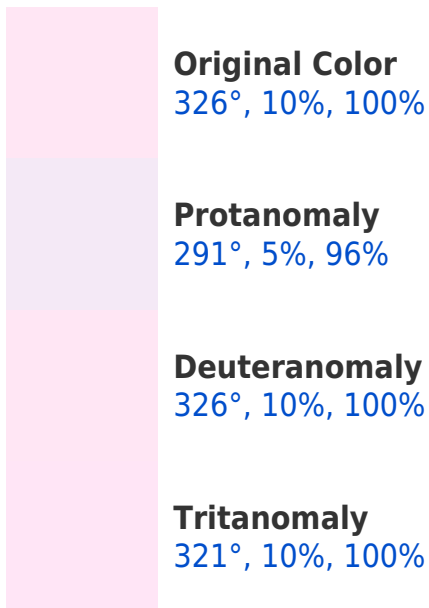 Original Color
326°, 10%, 100%
Protanomaly
291°, 5%, 96%
Deuteranomaly
326°, 10%, 100%
Tritanomaly
321°, 10%, 100%